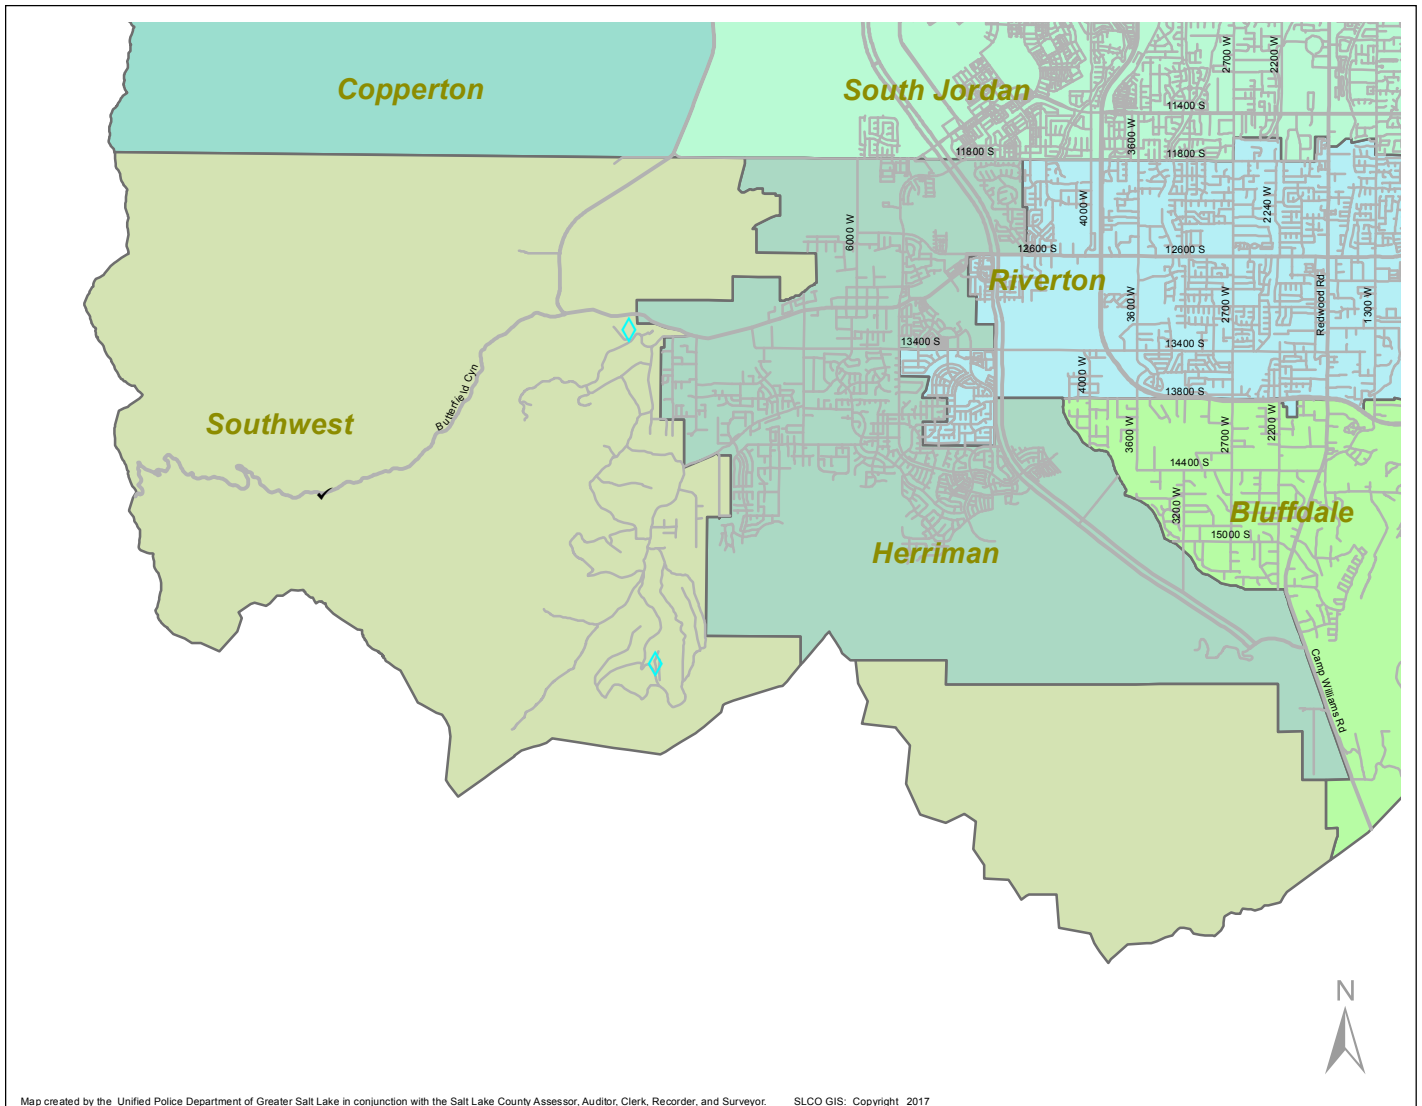 Copperton
South Jordan
2700 W
2200 W
11400 S
3600 W
11800 S
11800 S
4000 W
2240 W
6000 W
12600 S
12600 S
Riverton
3600 W
2700 W
Redwood Rd
1300 W
13400 S
13400 S
4000 W
13800 S
Butterfield Cyn
Southwest
3600 W
2700 W
2200 W
14400 S
3200 W
Bluffdale
15000 S
Herriman
Camp Williams Rd
N
Map created by the Unified Police Department of Greater Salt Lake in conjunction with the Salt Lake County Assessor, Auditor, Clerk, Recorder, and Surveyor. SLCO GIS: Copyright 2017